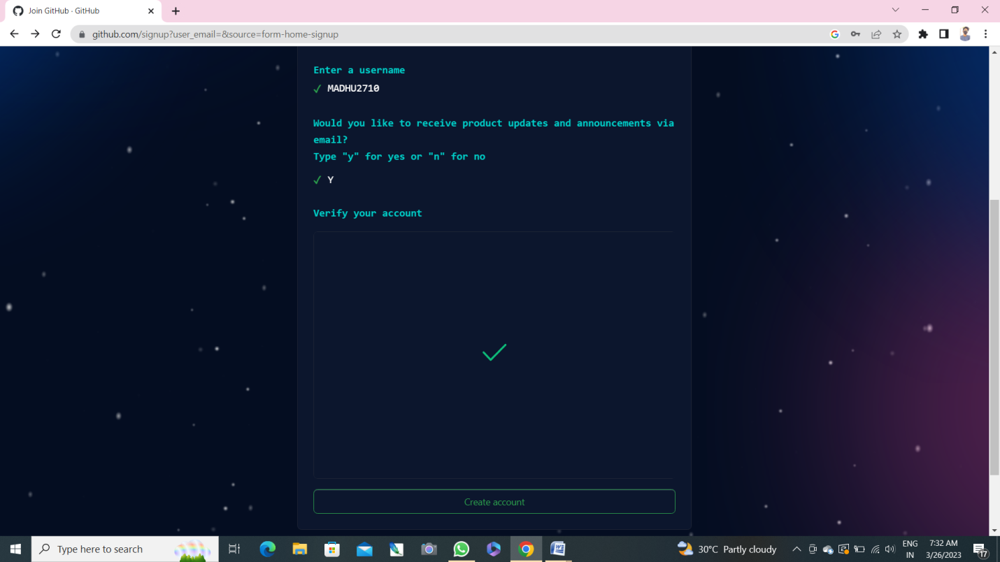 Join GitHub · GitHub
github.com/signup?user_email=&source=form-home-signup
Enter a username
✓ MADHU2710
Would you like to receive product updates and announcements via
email?
Type "y" for yes or "n" for no
✓ Y
Verify your account
Create account
Type here to search
30°C Partly cloudy
ENG
IN
7:32 AM
3/26/2023
17